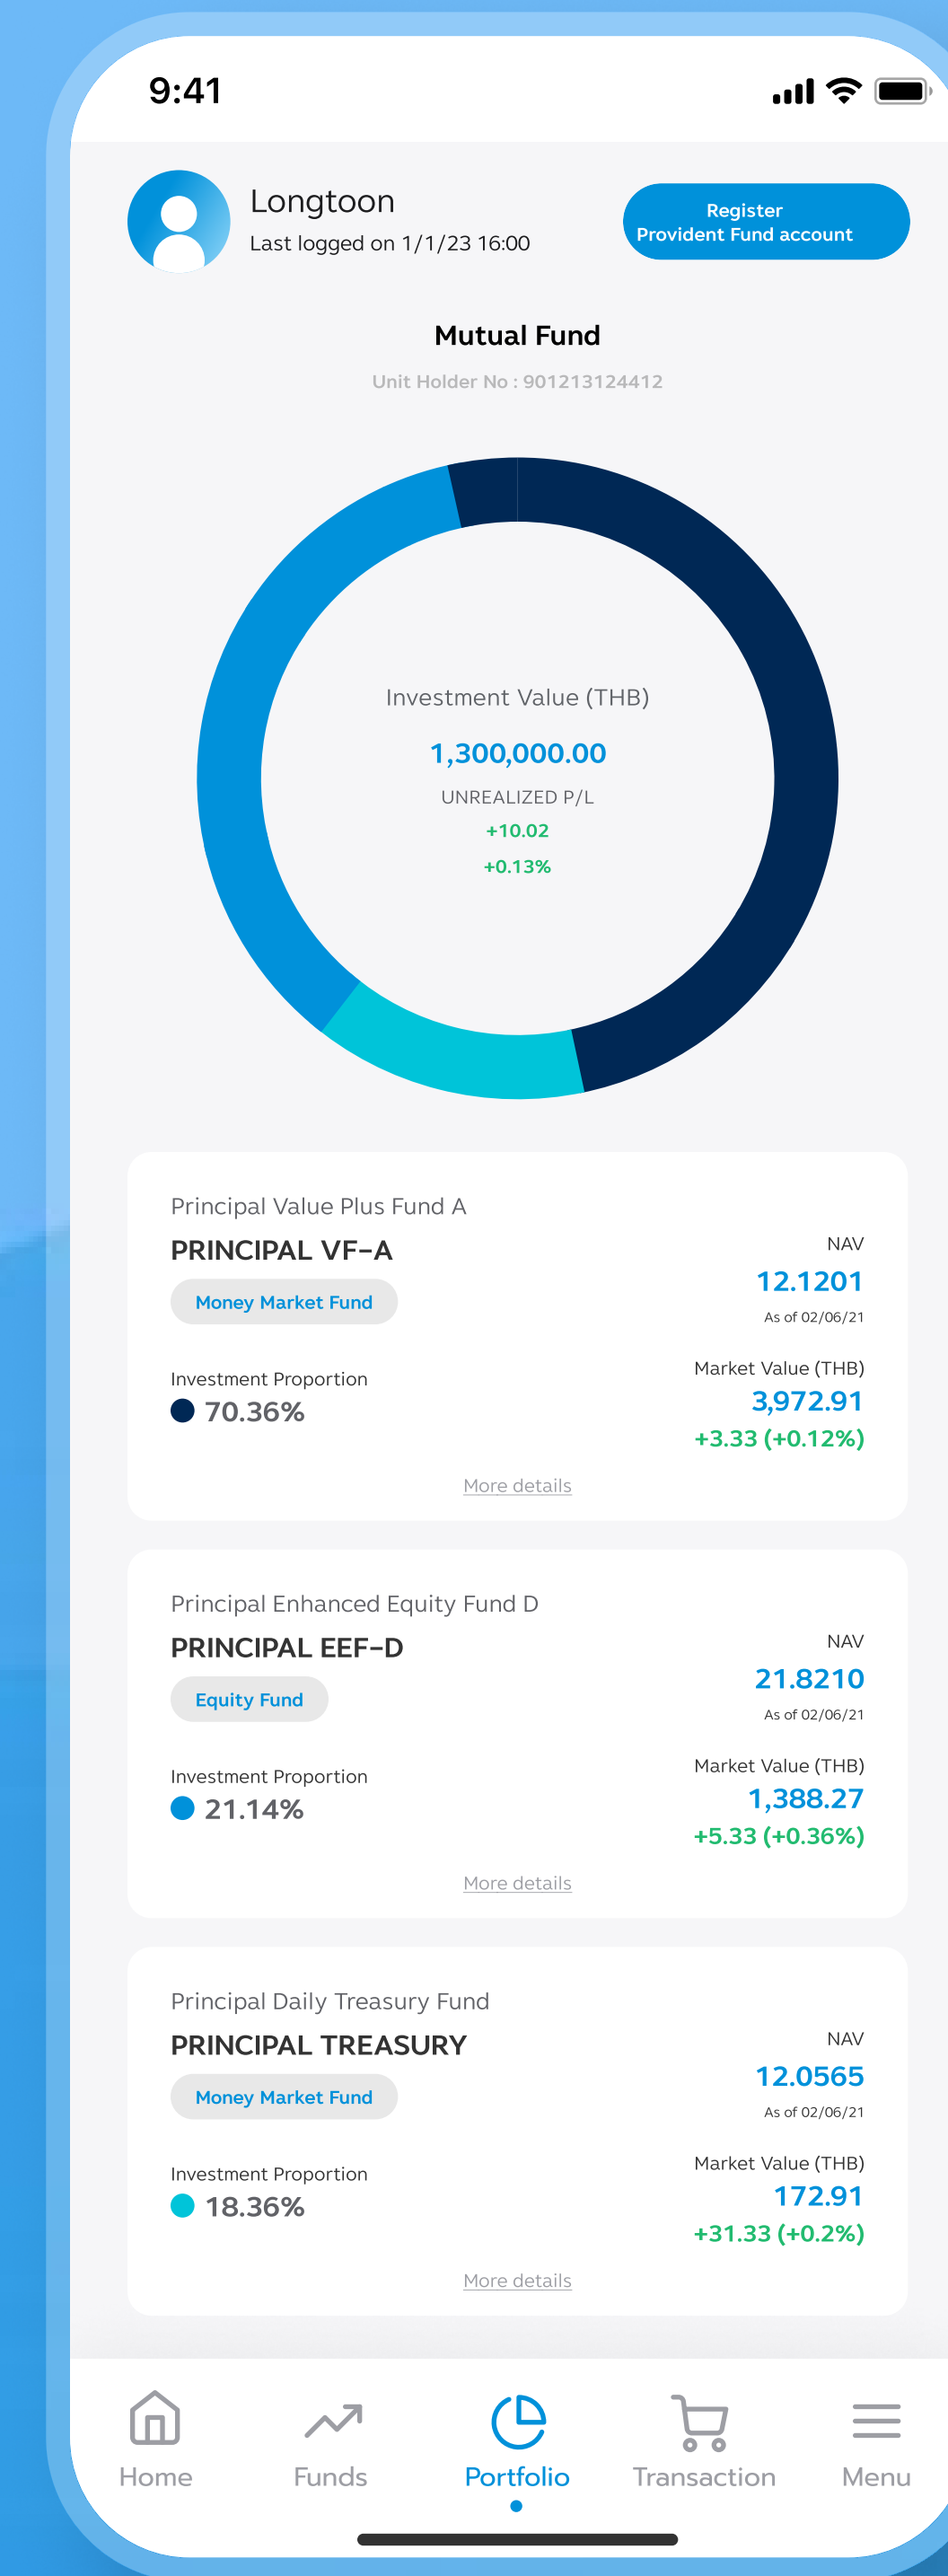 9:41
Longtoon
Last logged on 1/1/23 16:00
Register
Provident Fund account
Mutual Fund
Unit Holder No : 901213124412
Investment Value (THB)
1,300,000.00
UNREALIZED P/L
+10.02
+0.13%
Principal Value Plus Fund A
PRINCIPAL VF-A
Money Market Fund
NAV
12.1201
As of 02/06/21
Investment Proportion
70.36%
Market Value (THB)
3,972.91
+3.33 (+0.12%)
More details
Principal Enhanced Equity Fund D
PRINCIPAL EEF-D
Equity Fund
NAV
21.8210
As of 02/06/21
Investment Proportion
21.14%
Market Value (THB)
1,388.27
+5.33 (+0.36%)
More details
Principal Daily Treasury Fund
PRINCIPAL TREASURY
Money Market Fund
NAV
12.0565
As of 02/06/21
Investment Proportion
18.36%
Market Value (THB)
172.91
+31.33 (+0.2%)
More details
Home
Funds
Portfolio
Transaction
Menu